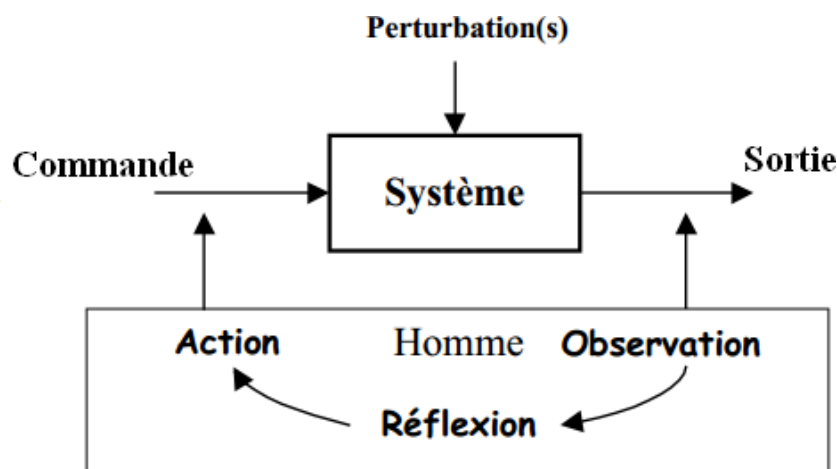 Perturbation(s)
Commande
Système
Sortie
Action
Homme
Observation
Réflexion